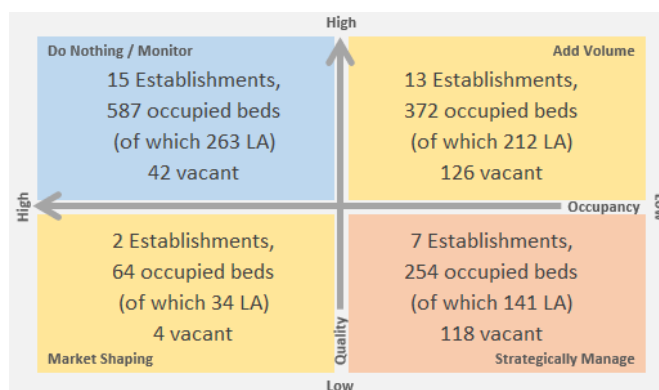 High
Do Nothing / Monitor
15 Establishments,
587 occupied beds
(of which 263 LA)
42 vacant
Add Volume
13 Establishments,
372 occupied beds
(of which 212 LA)
126 vacant
High
Occupancy
Low
2 Establishments,
64 occupied beds
(of which 34 LA)
4 vacant
Market Shaping
Quality
7 Establishments,
254 occupied beds
(of which 141 LA)
118 vacant
Strategically Manage
Low